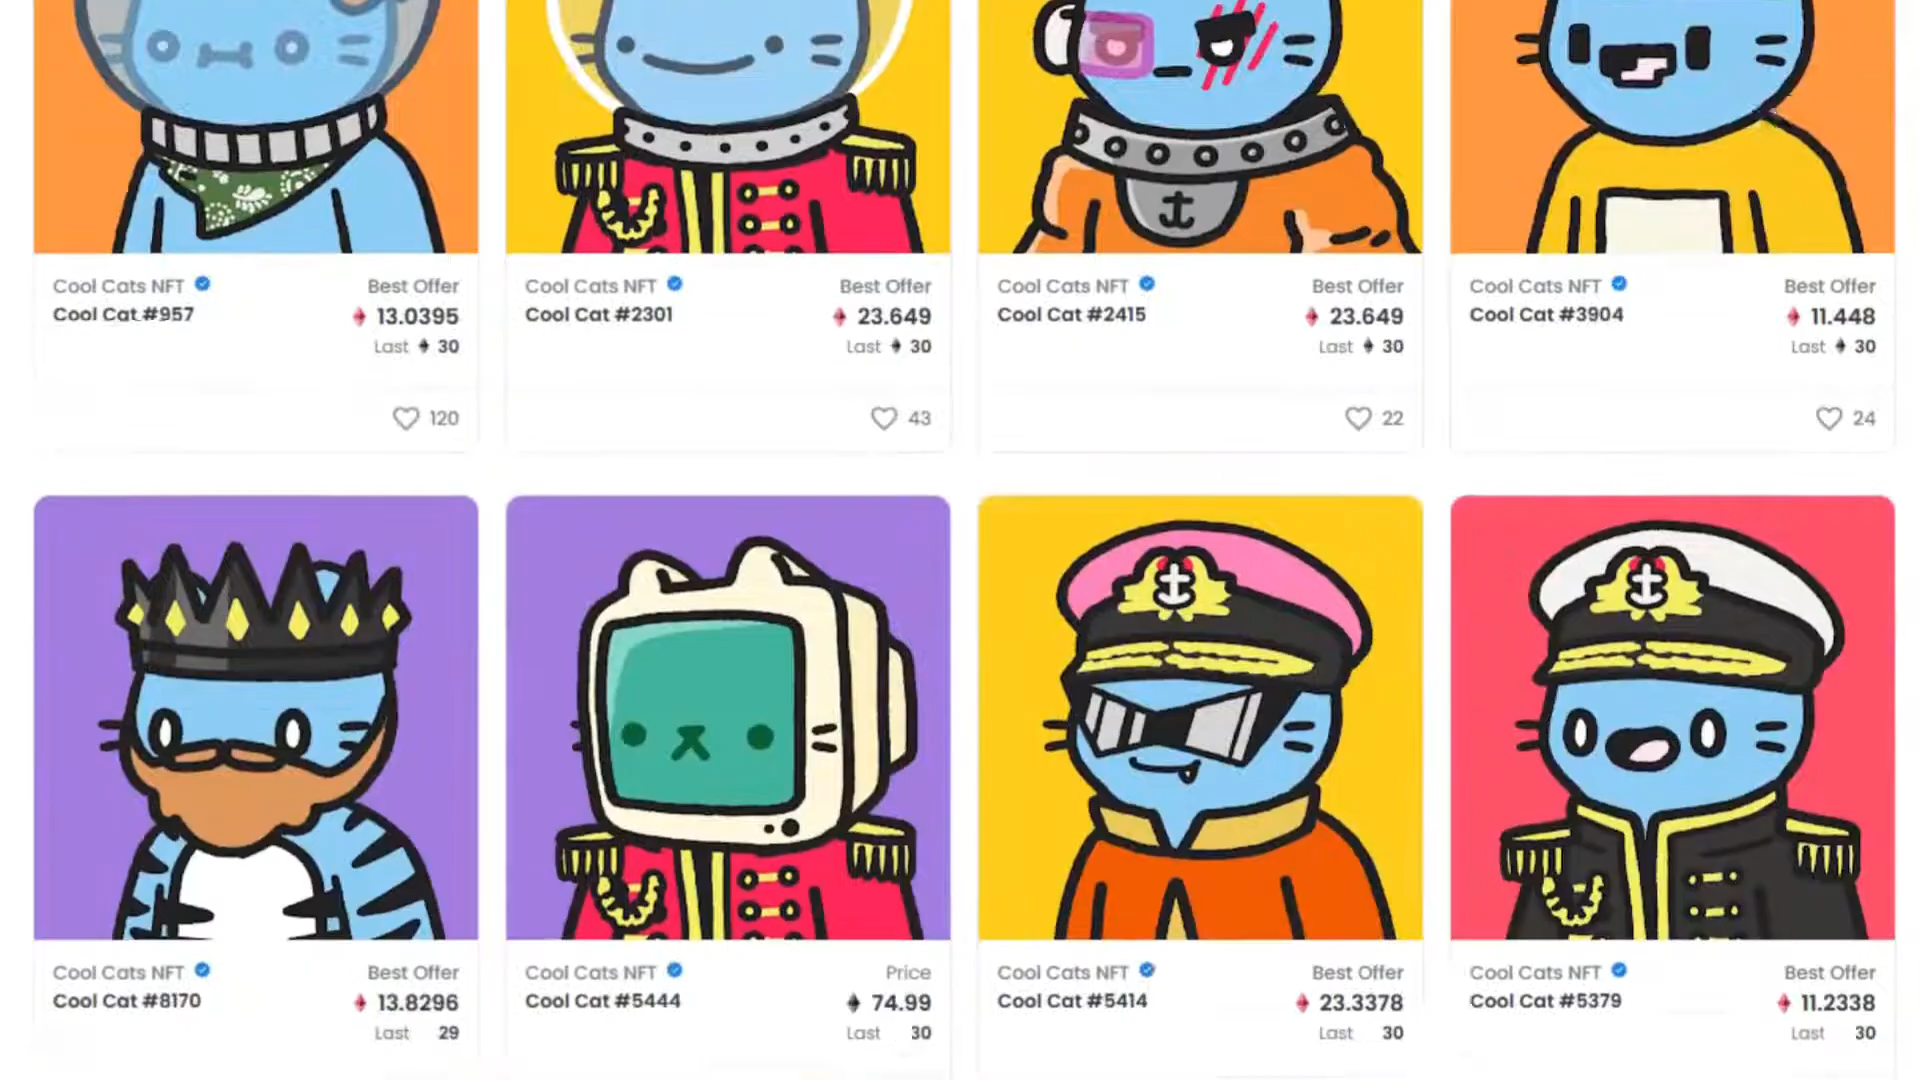 Cool Cats NFT Best Offer
Cool Cat #957 13.0395
Last 30
120
Cool Cats NFT Best Offer
Cool Cat #2301 23.649
Last 30
43
Cool Cats NFT Best Offer
Cool Cat #2415 23.649
Last 30
22
Cool Cats NFT Best Offer
Cool Cat #3904 11.448
Last 30
24
Cool Cats NFT Best Offer
Cool Cat #8170 13.8296
Last 29
Cool Cats NFT Price
Cool Cat #5444 74.99
Last 30
Cool Cats NFT Best Offer
Cool Cat #5414 23.3378
Last 30
Cool Cats NFT Best Offer
Cool Cat #5379 11.2338
Last 30